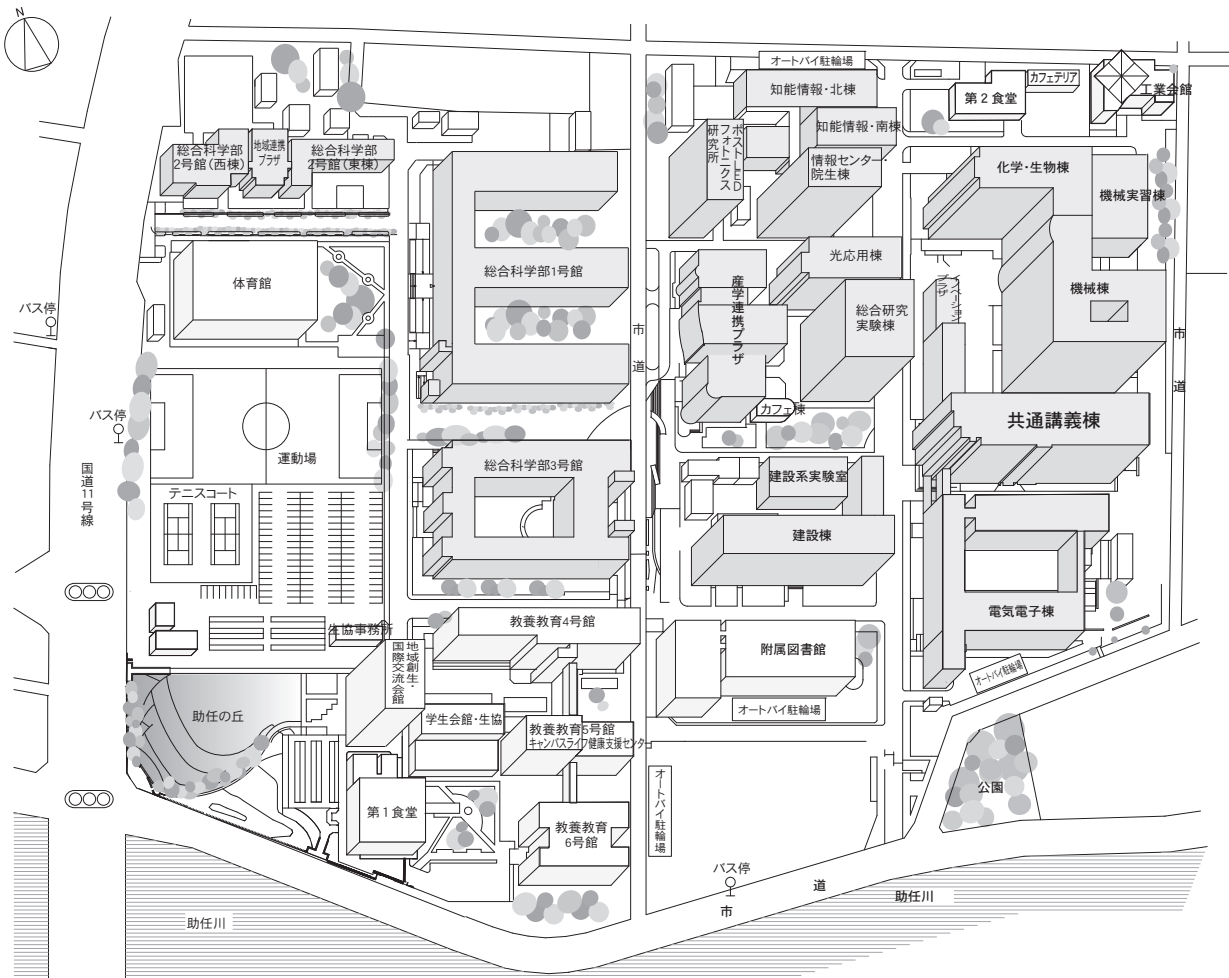 N
オートバイ駐輪場
知能情報・北棟
第2食堂
カフェテリア
工業会館
総合科学部
2号館(西棟)
地域連携
プラザ
総合科学部
2号館(東棟)
ポストLED
フォトニクス
研究所
知能情報・南棟
情報センター・
院生棟
化学・生物棟
機械実習棟
バス停
体育館
総合科学部1号館
市道
産学連携プラザ
光応用棟
総合研究
実験棟
イノベーション
プラザ
機械棟
市道
バス停
国道11号線
運動場
テニスコート
カフェ棟
共通講義棟
総合科学部3号館
建設系実験室
建設棟
電気電子棟
生協事務所
地域創生・
国際交流会館
教養教育4号館
附属図書館
オートバイ駐輪場
オートバイ駐輪場
助任の丘
学生会館・生協
教養教育5号館
キャンパスライフ健康支援センター
第1食堂
教養教育
6号館
オートバイ駐輪場
公園
バス停
市道
助任川
助任川